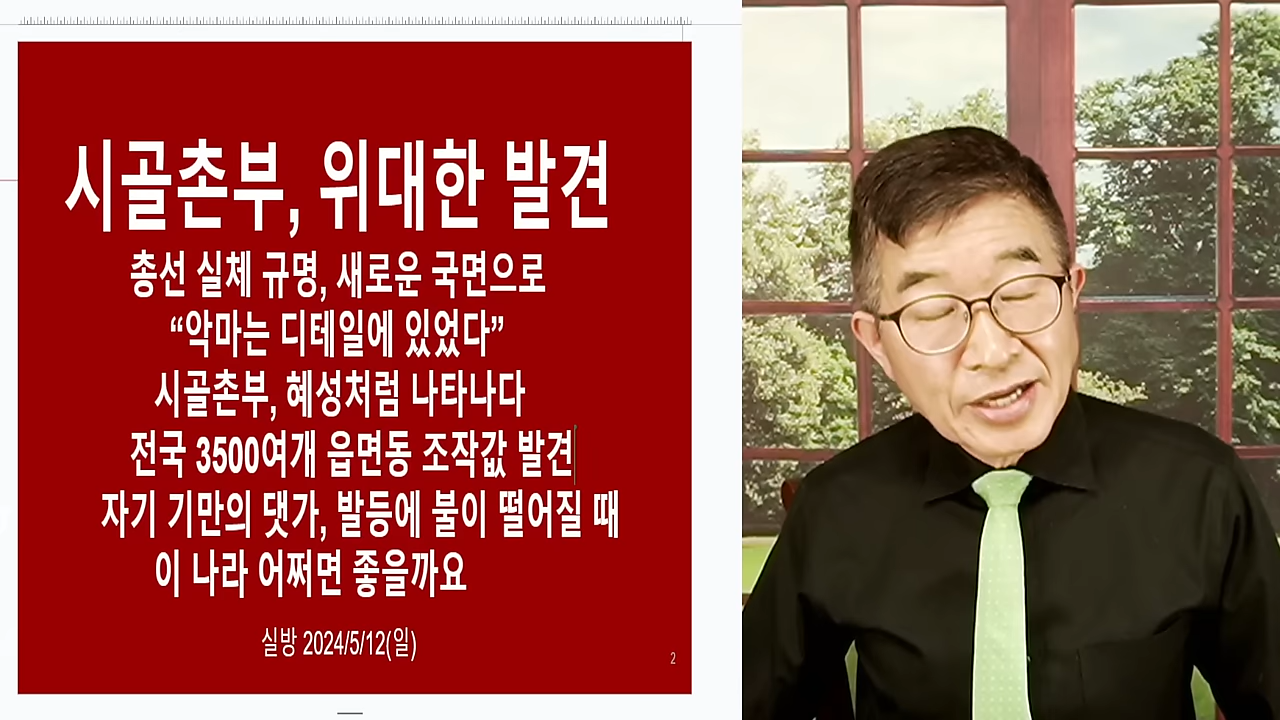 시골촌부, 위대한 발견
총선 실체 규명, 새로운 국면으로
“악마는 디테일에 있었다”
시골촌부, 혜성처럼 나타나다
전국 3500여개 읍면동 조작값 발견
자기 기만의 댓가, 발등에 불이 떨어질 때
이 나라 어쩌면 좋을까요
실방 2024/5/12(일)
2